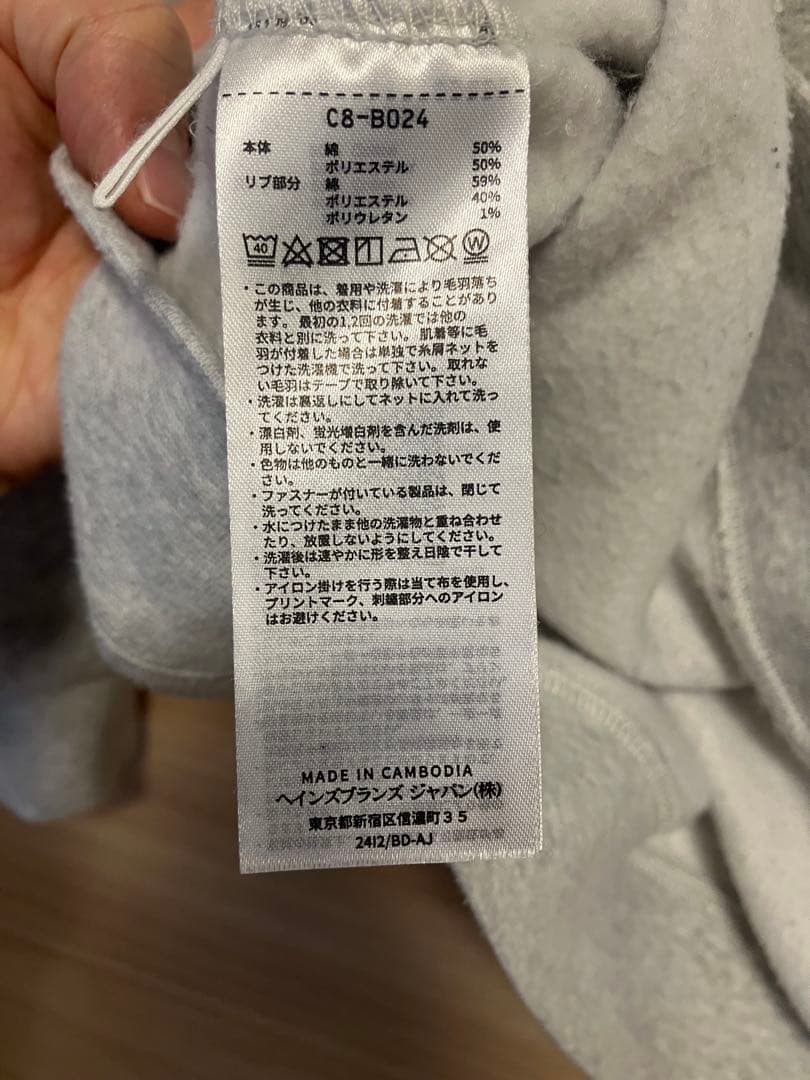 C8-B024
本体 綿 50%
ポリエステル 50%
リブ部分 綿 59%
ポリエステル 40%
ポリウレタン 1%
40 W
・この商品は、着用や洗濯により毛羽落ち
が生じ、他の衣料に付着することがあり
ます。最初の1,2回の洗濯では他の
衣料と別に洗って下さい。肌着等に毛
羽が付着した場合は単独で糸屑ネットを
つけた洗濯機で洗って下さい。取れな
い毛羽はテープで取り除いて下さい。
・洗濯は裏返しにしてネットに入れて洗っ
てください。
・漂白剤、蛍光増白剤を含んだ洗剤は、使
用しないでください。
・色物は他のものと一緒に洗わないでくだ
さい。
・ファスナーが付いている製品は、閉じて
洗ってください。
・水につけたまま他の洗濯物と重ね合わせ
たり、放置しないようにしてください。
・洗濯後は速やかに形を整え日陰で干して
下さい。
・アイロン掛けを行う際は当て布を使用し、
プリントマーク、刺繍部分へのアイロン
はお避けください。
MADE IN CAMBODIA
ヘインズブランズ ジャパン(株)
東京都新宿区信濃町35
2412/BD-AJ